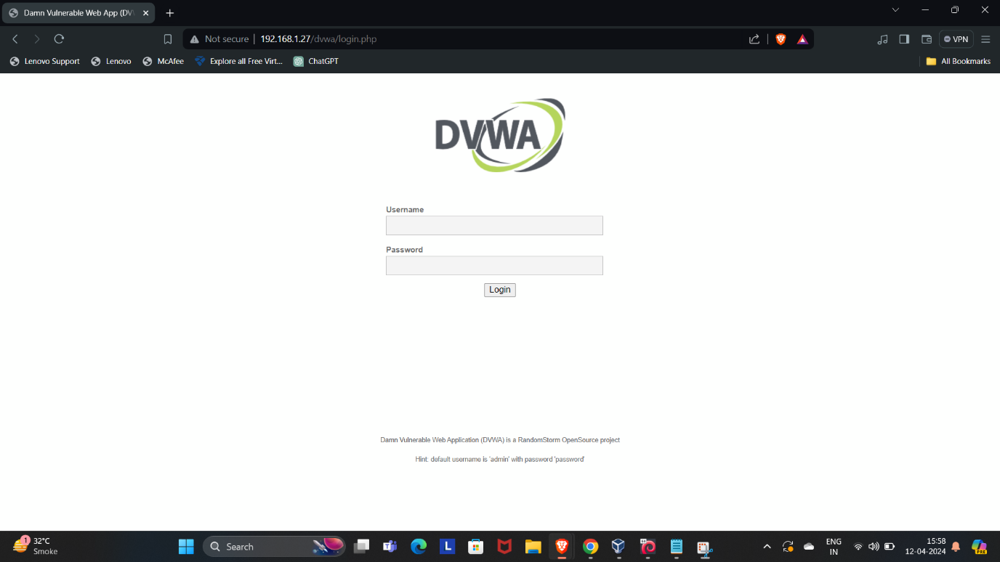 Damn Vulnerable Web App (DV
Not secure 192.168.1.27/dvwa/login.php
VPN
Lenovo Support Lenovo McAfee Explore all Free Virt... ChatGPT All Bookmarks
DVWA
Username
Password
Login
Damn Vulnerable Web Application (DVWA) is a RandomStorm OpenSource project
Hint: default username is 'admin' with password 'password'
1 32°C
Smoke
Search
L
ENG
IN
15:58
12-04-2024
PRE